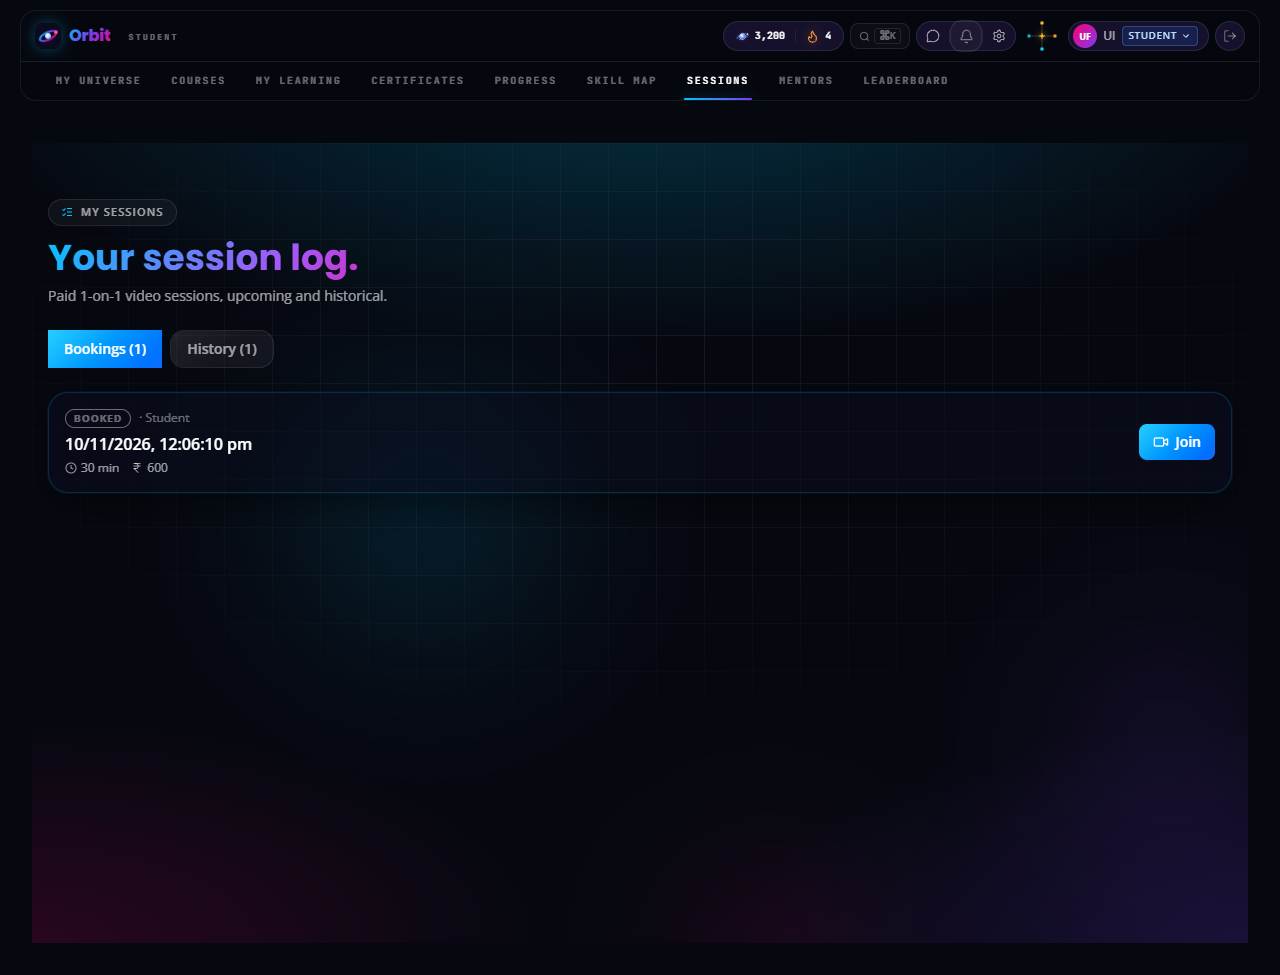 Orbit STUDENT 3,200 4 ⌘K UF UI STUDENT
MY UNIVERSE COURSES MY LEARNING CERTIFICATES PROGRESS SKILL MAP SESSIONS MENTORS LEADERBOARD
MY SESSIONS
Your session log.
Paid 1-on-1 video sessions, upcoming and historical.
Bookings (1) History (1)
BOOKED · Student
10/11/2026, 12:06:10 pm
30 min ₹ 600
Join